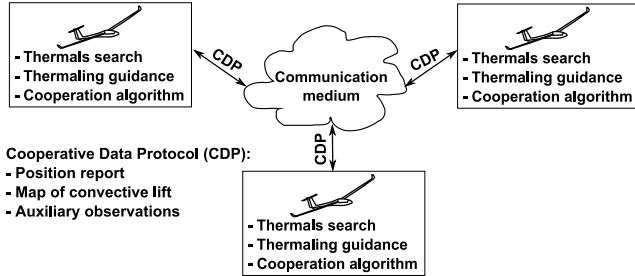 - Thermals search
- Thermaling guidance
- Cooperation algorithm
CDP
Communication
medium
CDP
- Thermals search
- Thermaling guidance
- Cooperation algorithm
CDP
Cooperative Data Protocol (CDP):
- Position report
- Map of convective lift
- Auxiliary observations
- Thermals search
- Thermaling guidance
- Cooperation algorithm